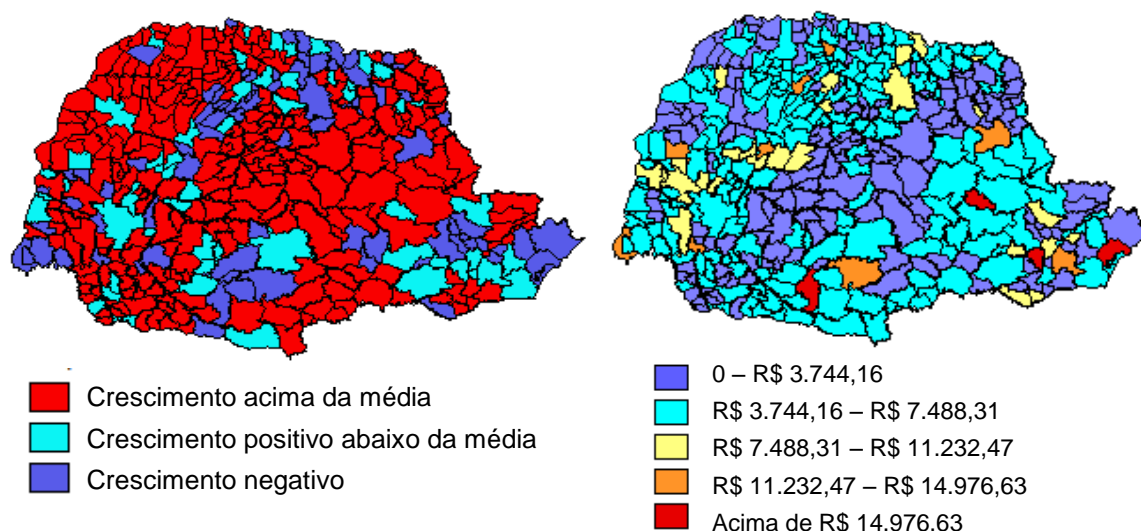 Crescimento acima da média
Crescimento positivo abaixo da média
Crescimento negativo
0 – R$ 3.744,16
R$ 3.744,16 – R$ 7.488,31
R$ 7.488,31 – R$ 11.232,47
R$ 11.232,47 – R$ 14.976,63
Acima de R$ 14.976,63